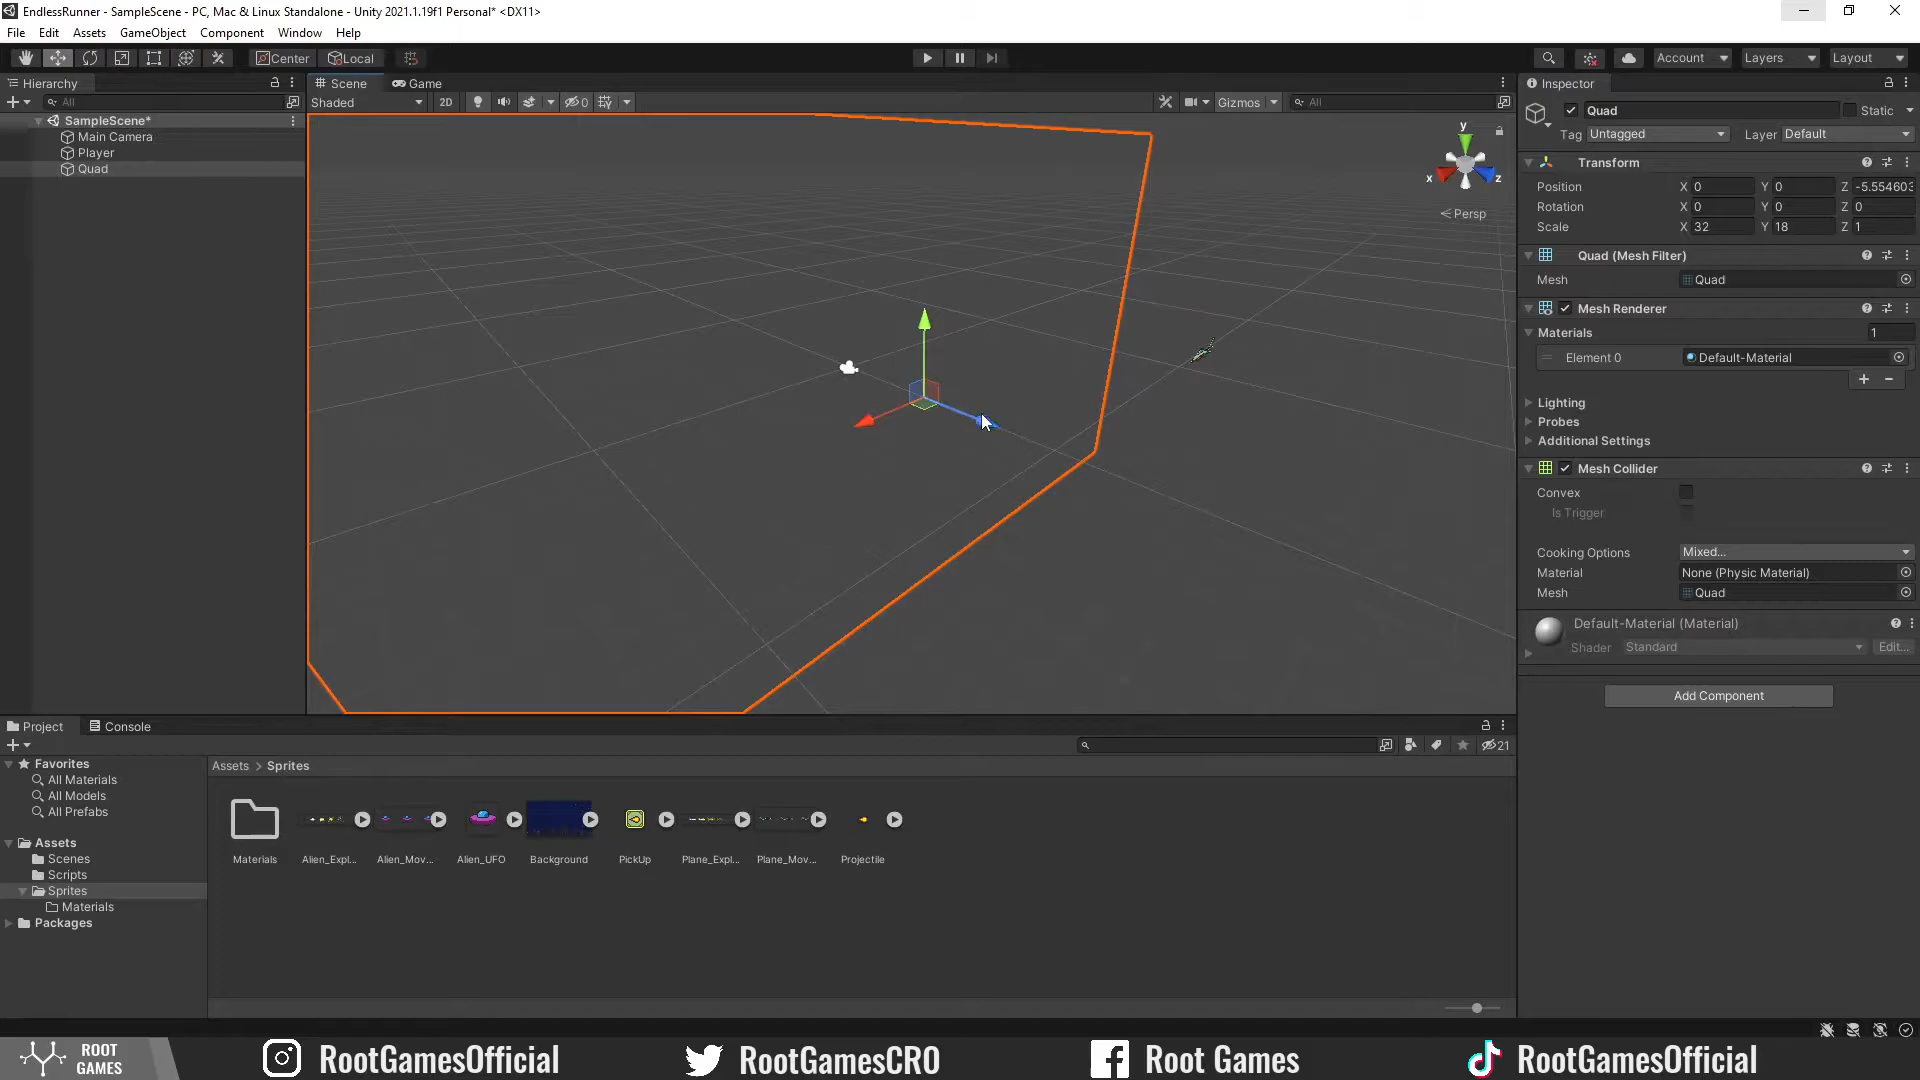 EndlessRunner - SampleScene - PC, Mac & Linux Standalone - Unity 2021.1.19f1 Personal* <DX11>
File Edit Assets GameObject Component Window Help
Center Local Account Layers Layout
Hierarchy
All
SampleScene*
Main Camera
Player
Quad
Scene Game
Shaded 2D 0 Gizmos All
y
x z
Persp
Inspector
Quad Static
Tag Untagged Layer Default
Transform
Position X 0 Y 0 Z -5.554603
Rotation X 0 Y 0 Z 0
Scale X 32 Y 18 Z 1
Quad (Mesh Filter)
Mesh Quad
Mesh Renderer
Materials 1
Element 0 Default-Material
Lighting
Probes
Additional Settings
Mesh Collider
Convex
Is Trigger
Cooking Options Mixed...
Material None (Physic Material)
Mesh Quad
Default-Material (Material)
Shader Standard Edit...
Add Component
Project Console
21
Favorites
All Materials
All Models
All Prefabs
Assets
Scenes
Scripts
Sprites
Materials
Packages
Assets > Sprites
Materials Alien_Expl... Alien_Mov... Alien_UFO Background PickUp Plane_Expl... Plane_Mov... Projectile
ROOT
GAMES
RootGamesOfficial RootGamesCRO Root Games RootGamesOfficial